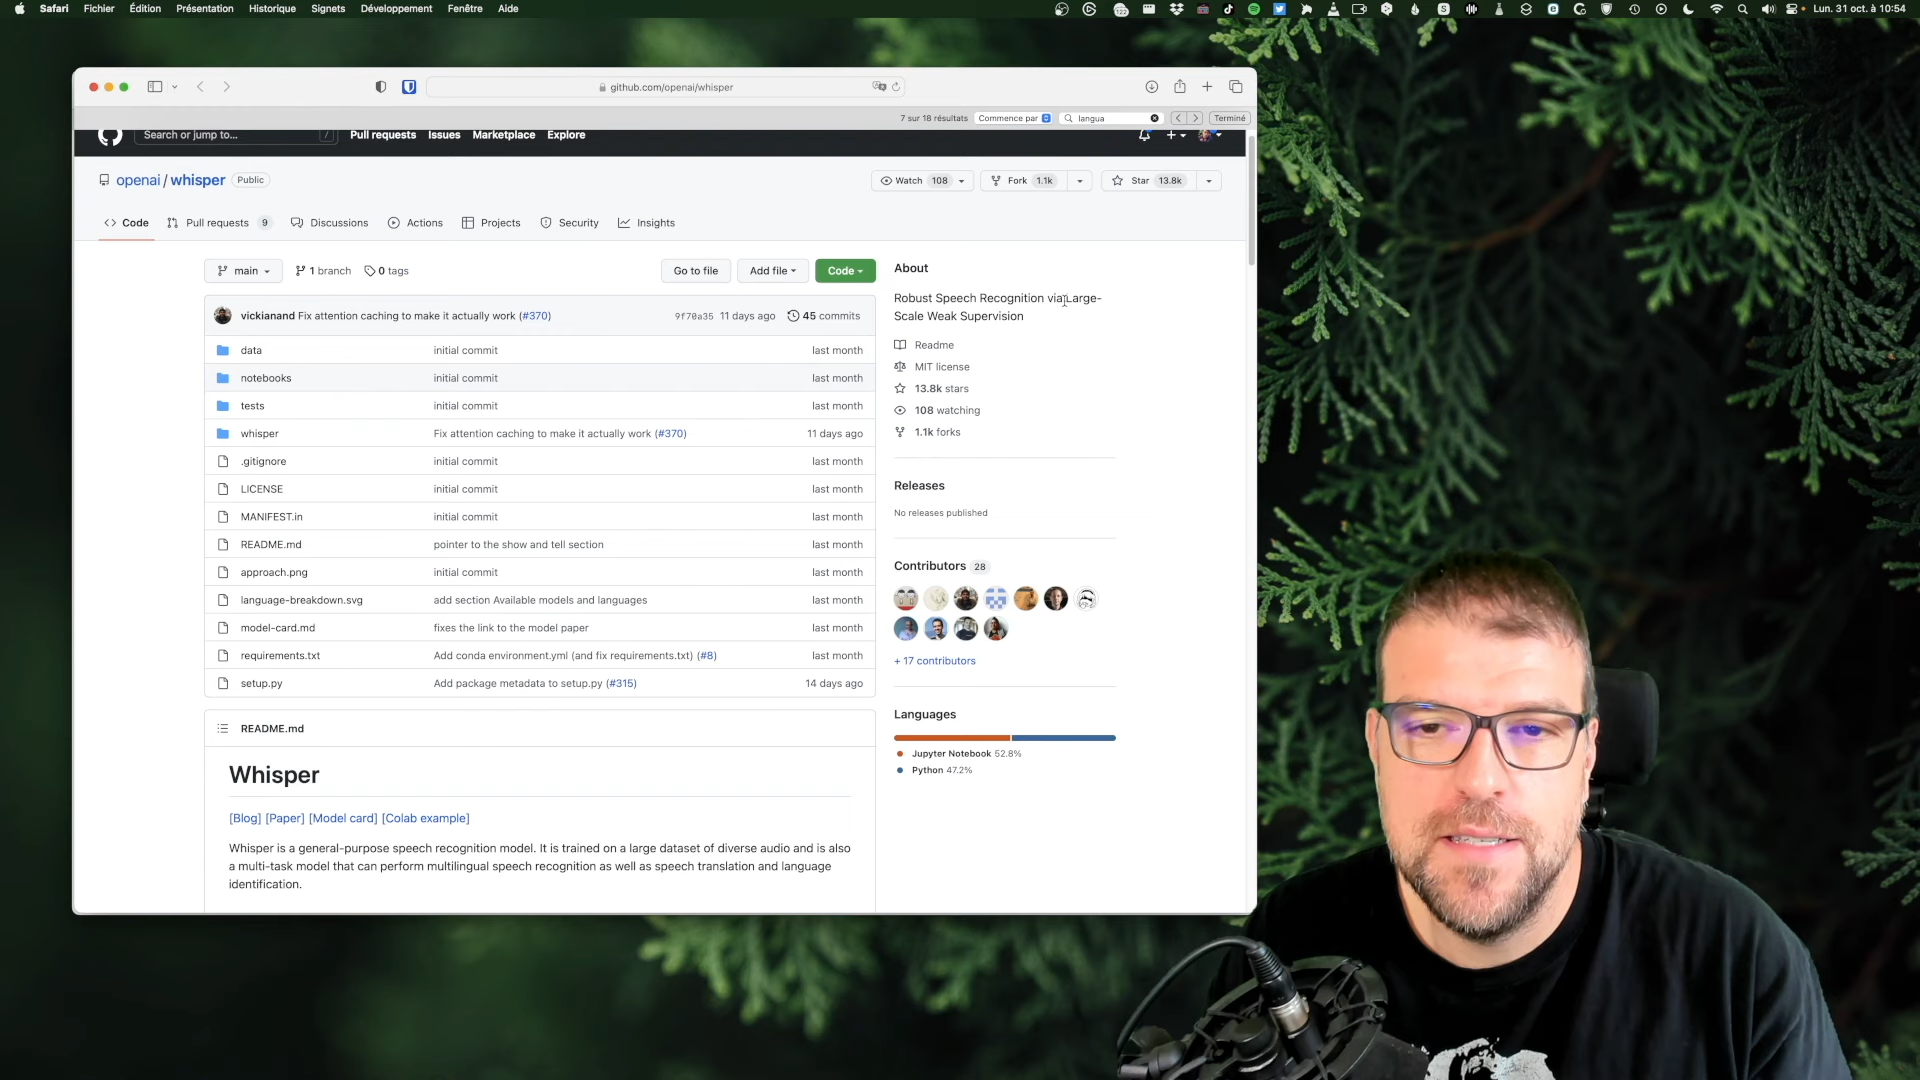 Safari Fichier Édition Présentation Historique Signets Développement Fenêtre Aide
Lun. 31 oct. à 10:54
github.com/openai/whisper
7 sur 18 résultats Commence par langua Terminé
Search or jump to... / Pull requests Issues Marketplace Explore
openai / whisper Public
Watch 108 Fork 1.1k Star 13.8k
Code Pull requests 9 Discussions Actions Projects Security Insights
main 1 branch 0 tags Go to file Add file Code
vickianand Fix attention caching to make it actually work (#370) 9f70a35 11 days ago 45 commits
data initial commit last month
notebooks initial commit last month
tests initial commit last month
whisper Fix attention caching to make it actually work (#370) 11 days ago
.gitignore initial commit last month
LICENSE initial commit last month
MANIFEST.in initial commit last month
README.md pointer to the show and tell section last month
approach.png initial commit last month
language-breakdown.svg add section Available models and languages last month
model-card.md fixes the link to the model paper last month
requirements.txt Add conda environment.yml (and fix requirements.txt) (#8) last month
setup.py Add package metadata to setup.py (#315) 14 days ago
README.md
Whisper
[Blog] [Paper] [Model card] [Colab example]
Whisper is a general-purpose speech recognition model. It is trained on a large dataset of diverse audio and is also
a multi-task model that can perform multilingual speech recognition as well as speech translation and language
identification.
About
Robust Speech Recognition via Large-
Scale Weak Supervision
Readme
MIT license
13.8k stars
108 watching
1.1k forks
Releases
No releases published
Contributors 28
+ 17 contributors
Languages
Jupyter Notebook 52.8%
Python 47.2%